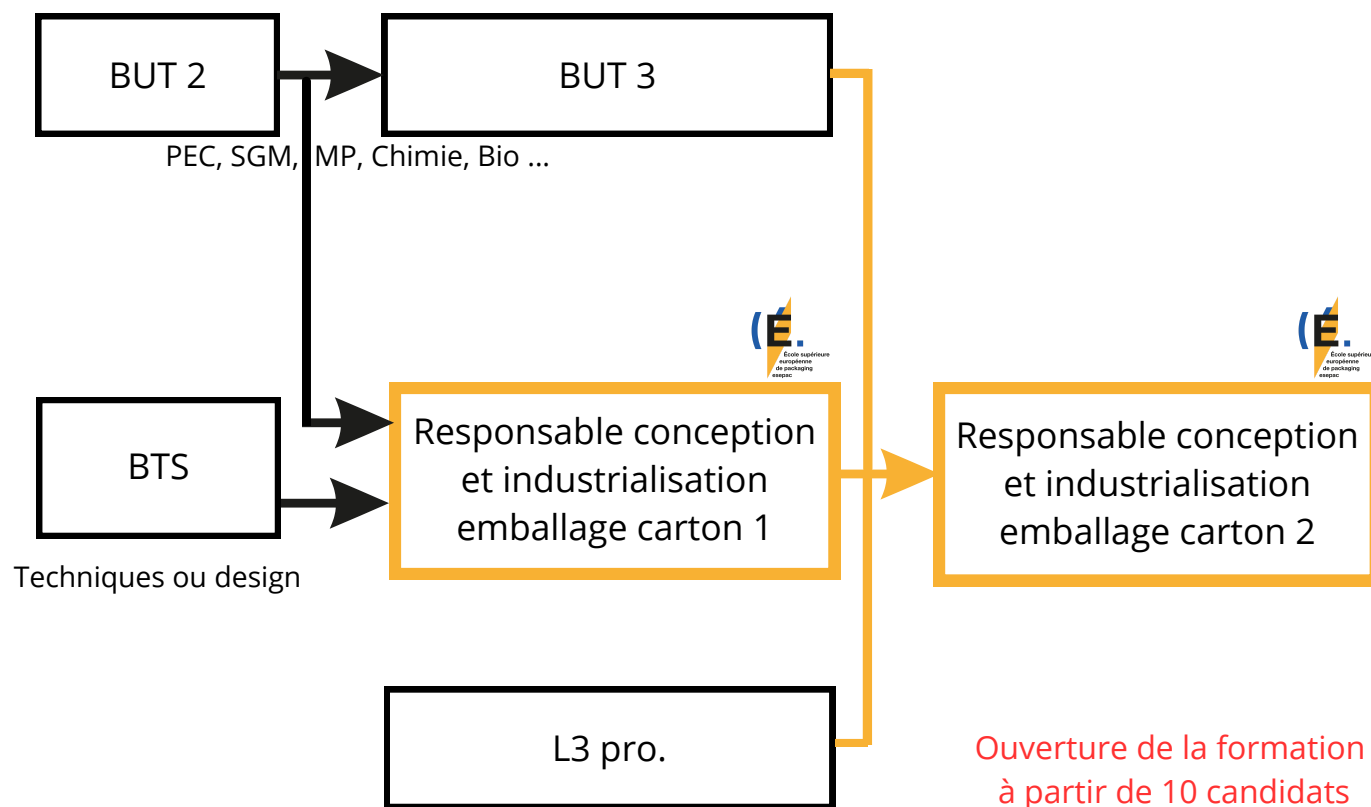 BUT 2
BUT 3
PEC, SGM, MP, Chimie, Bio ...
(É.
École supérieure
européenne
de packaging
esepac
(É.
École supérieure
européenne
de packaging
esepac
BTS
Techniques ou design
Responsable conception
et industrialisation
emballage carton 1
Responsable conception
et industrialisation
emballage carton 2
L3 pro.
Ouverture de la formation
à partir de 10 candidats